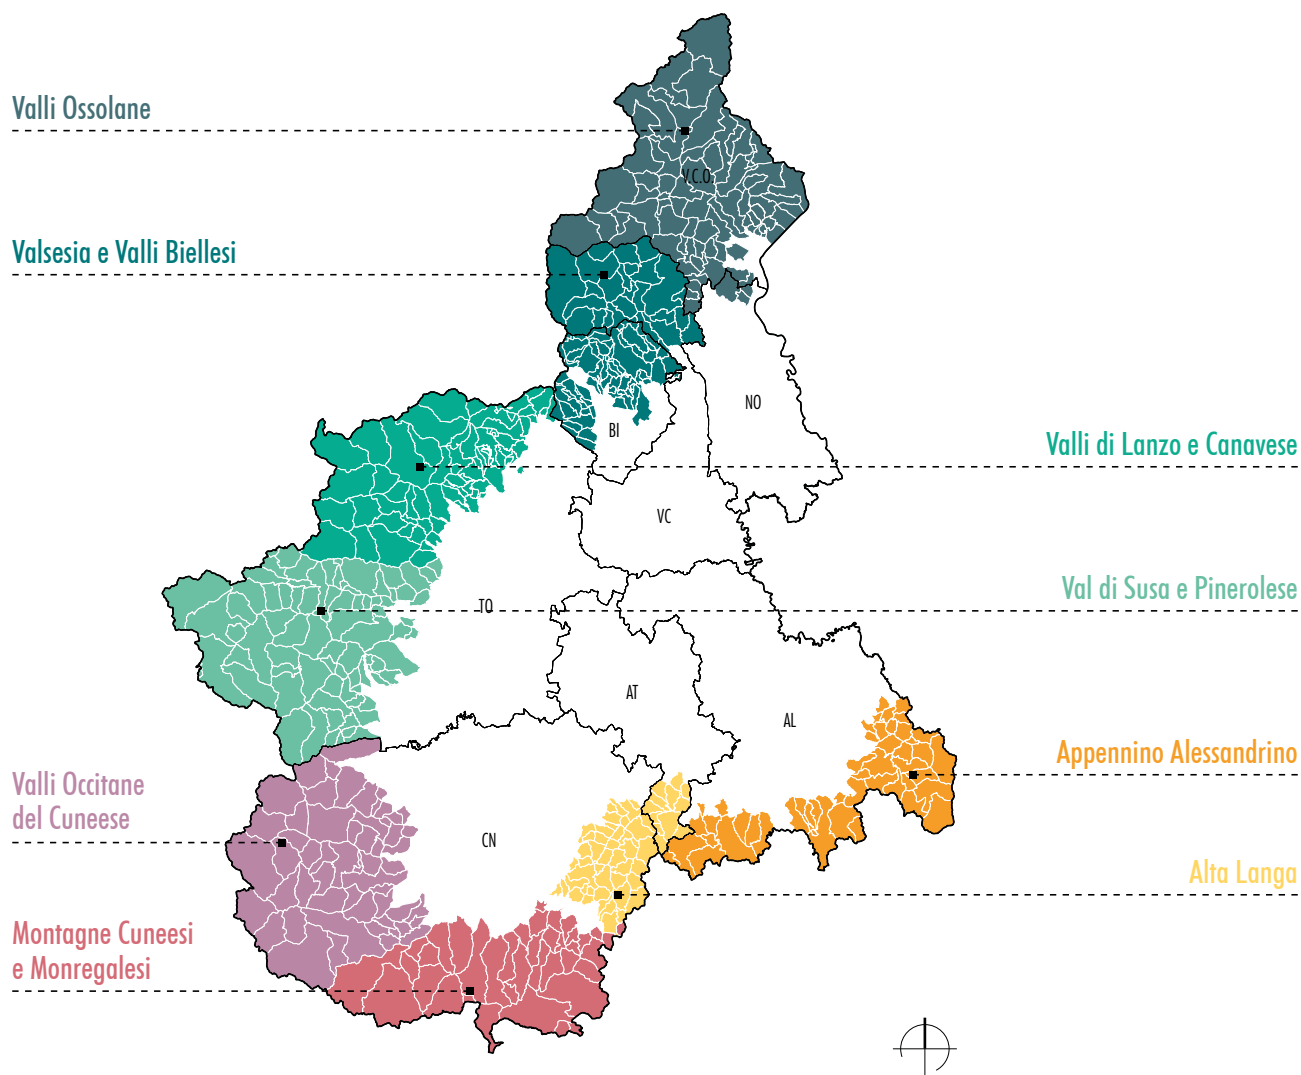 Valli Ossolane
V.C.O.
Valsesia e Valli Biellesi
NO
BI
Valli di Lanzo e Canavese
VC
Val di Susa e Pinerolese
TO
AT
AL
Appennino Alessandrino
Valli Occitane
del Cuneese
CN
Alta Langa
Montagne Cuneesi
e Monregalesi